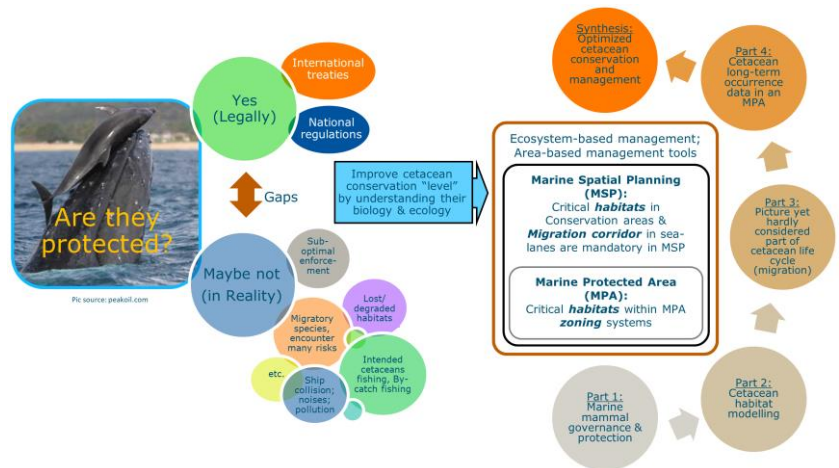 Are they
protected?
Pic source: peakoil.com
Yes
(Legally)
International
treaties
National
regulations
Gaps
Maybe not
(in Reality)
Sub-
optimal
enforce-
ment
Lost/
degraded
habitats
Migratory
species,
encounter
many risks
etc.
Ship
collision;
noises;
pollution
Intended
cetaceans
fishing, By-
catch fishing
Improve cetacean
conservation “level”
by understanding their
biology & ecology
Ecosystem-based management;
Area-based management tools
Marine Spatial Planning
(MSP):
Critical habitats in
Conservation areas &
Migration corridor in sea-
lanes are mandatory in MSP
Marine Protected Area
(MPA):
Critical habitats within MPA
zoning systems
Part 1:
Marine
mammal
governance &
protection
Part 2:
Cetacean
habitat
modelling
Part 3:
Picture yet
hardly
considered
part of
cetacean life
cycle
(migration)
Part 4:
Cetacean
long-term
occurrence
data in an
MPA
Synthesis:
Optimized
cetacean
conservation
and
management